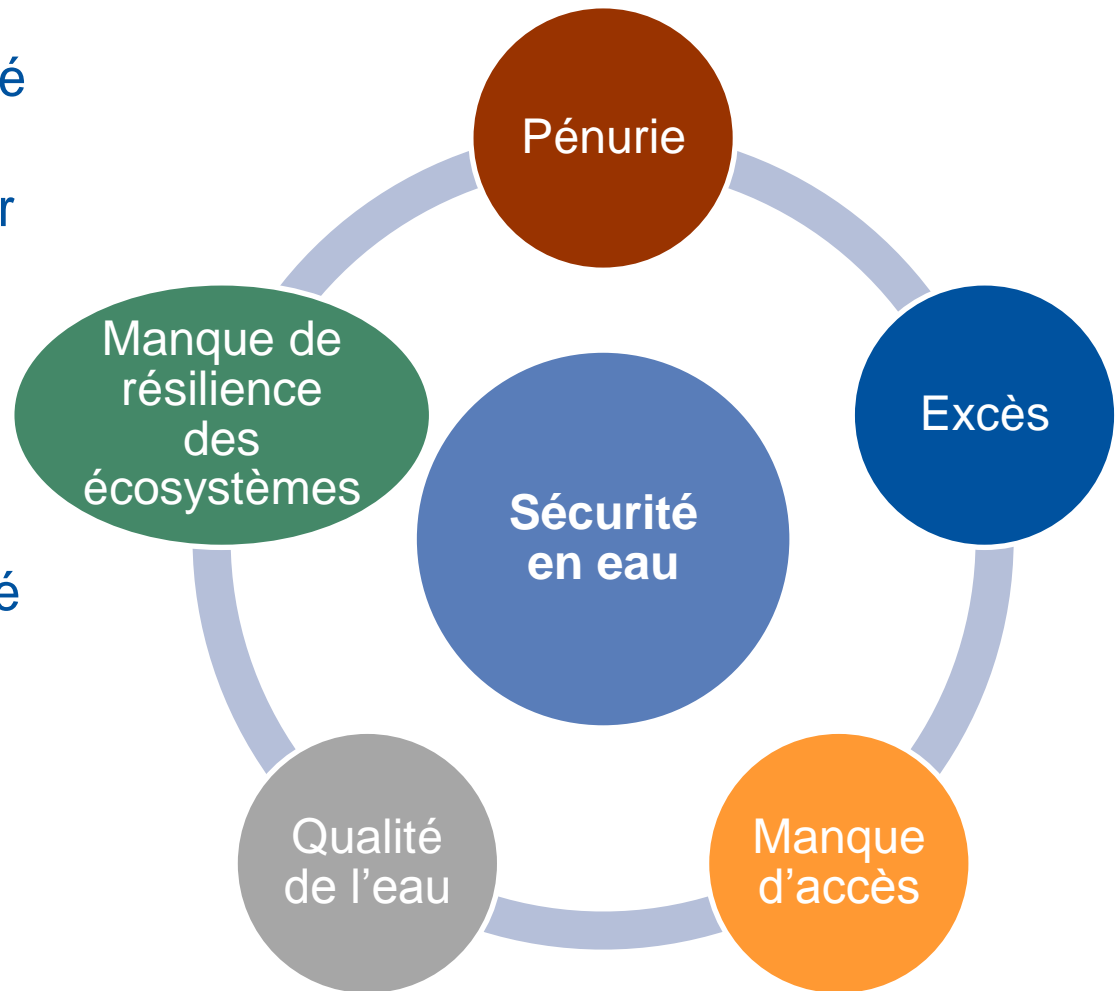 é
r
é
Pénurie
Excès
Manque
d’accès
Qualité
de l’eau
Manque de
résilience
des
écosystèmes
Sécurité
en eau